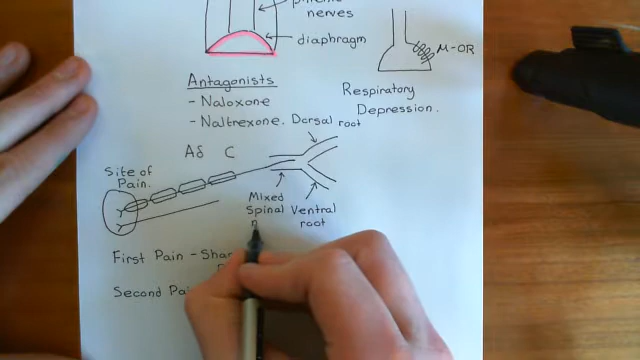 phrenic
nerves
diaphragm
μ-OR
Antagonists
- Naloxone
- Naltrexone.
Respiratory
Depression.
Dorsal
root
Aδ C
Site of
Pain.
Mixed
Spinal
n
Ventral
root
First Pain - Shar
Second Pai